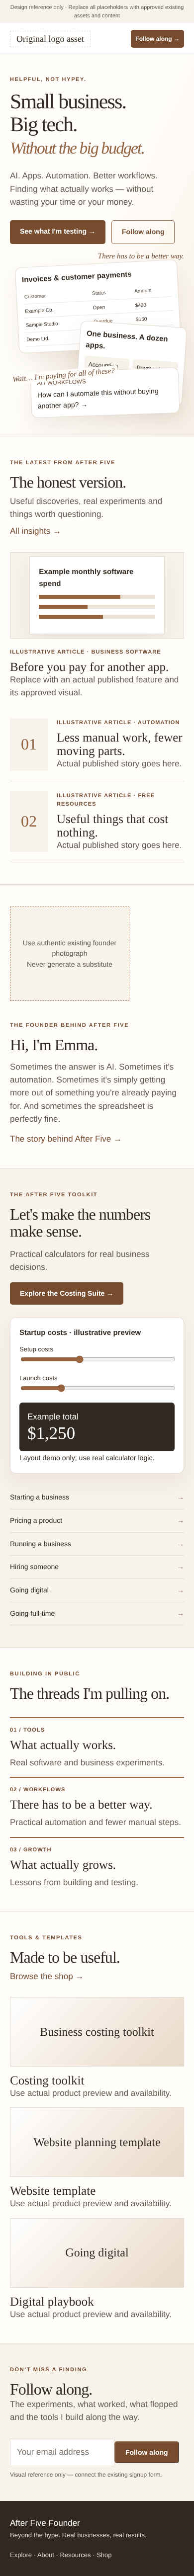 Design reference only · Replace all placeholders with approved existing
assets and content
Original logo asset
Follow along →
HELPFUL, NOT HYPEY.
Small business.
Big tech.
Without the big budget.
AI. Apps. Automation. Better workflows.
Finding what actually works — without
wasting your time or your money.
See what I'm testing →
Follow along
There has to be a better way.
Invoices & customer payments
Customer Status Amount
Example Co. Open $420
Sample Studio Overdue $150
Demo Ltd.
One business. A dozen
apps.
Wait… I'm paying for all of these?
AI WORKFLOWS
How can I automate this without buying
another app? →
THE LATEST FROM AFTER FIVE
The honest version.
Useful discoveries, real experiments and
things worth questioning.
All insights →
Example monthly software
spend
ILLUSTRATIVE ARTICLE · BUSINESS SOFTWARE
Before you pay for another app.
Replace with an actual published feature and
its approved visual.
01
ILLUSTRATIVE ARTICLE · AUTOMATION
Less manual work, fewer
moving parts.
Actual published story goes here.
02
ILLUSTRATIVE ARTICLE · FREE
RESOURCES
Useful things that cost
nothing.
Actual published story goes here.
Use authentic existing founder
photograph
Never generate a substitute
THE FOUNDER BEHIND AFTER FIVE
Hi, I'm Emma.
Sometimes the answer is AI. Sometimes it's
automation. Sometimes it's simply getting
more out of something you're already paying
for. And sometimes the spreadsheet is
perfectly fine.
The story behind After Five →
THE AFTER FIVE TOOLKIT
Let's make the numbers
make sense.
Practical calculators for real business
decisions.
Explore the Costing Suite →
Startup costs · illustrative preview
Setup costs
Launch costs
Example total
$1,250
Layout demo only; use real calculator logic.
Starting a business →
Pricing a product →
Running a business →
Hiring someone →
Going digital →
Going full-time →
BUILDING IN PUBLIC
The threads I'm pulling on.
01 / TOOLS
What actually works.
Real software and business experiments.
02 / WORKFLOWS
There has to be a better way.
Practical automation and fewer manual steps.
03 / GROWTH
What actually grows.
Lessons from building and testing.
TOOLS & TEMPLATES
Made to be useful.
Browse the shop →
Business costing toolkit
Costing toolkit
Use actual product preview and availability.
Website planning template
Website template
Use actual product preview and availability.
Going digital
Digital playbook
Use actual product preview and availability.
DON'T MISS A FINDING
Follow along.
The experiments, what worked, what flopped
and the tools I build along the way.
Your email address
Follow along
Visual reference only — connect the existing signup form.
After Five Founder
Beyond the hype. Real businesses, real results.
Explore · About · Resources · Shop